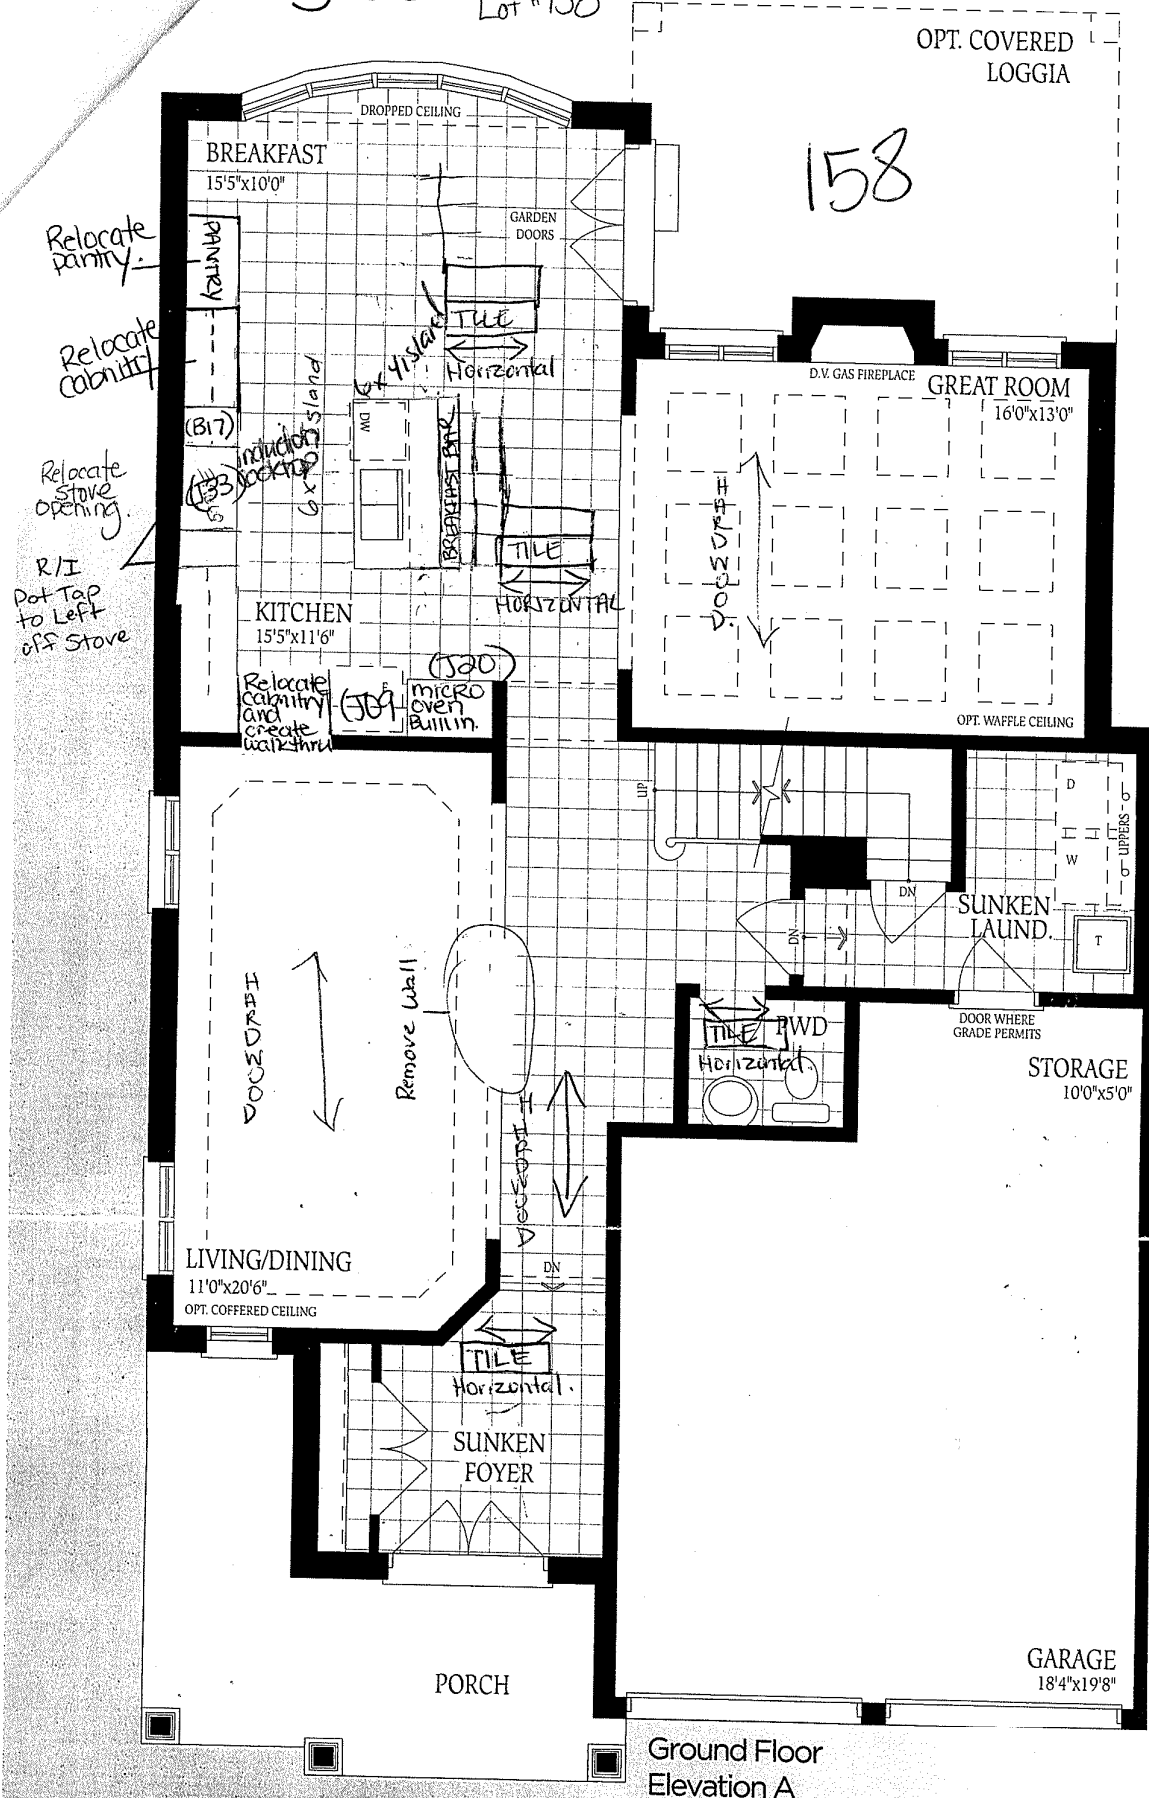 Lot # 158
OPT. COVERED
LOGGIA
158
DROPPED CEILING
BREAKFAST
15'5"x10'0"
GARDEN
DOORS
Relocate
pantry.
PANTRY
TILE
Horizontal
Relocate
cabnitry
6x4 island
6x island
D.V. GAS FIREPLACE
GREAT ROOM
16'0"x13'0"
DW
(B17)
induction
cooktop
(J33)
BREAKFAST BAR
Relocate
Stove
opening.
TILE
HORIZONTAL
R/I
Pot Tap
to Left
off Stove
KITCHEN
15'5"x11'6"
(J20)
Relocate
cabnitry
and
create
walkthru
F
(J09)
micro
oven
Builtin.
OPT. WAFFLE CEILING
UP
D
W
UPPERS
DN
DN
SUNKEN
LAUND.
T
Remove Wall
TILE
PWD
Horizontal.
DOOR WHERE
GRADE PERMITS
STORAGE
10'0"x5'0"
LIVING/DINING
11'0"x20'6"
OPT. COFFERED CEILING
DN
TILE
Horizontal.
SUNKEN
FOYER
PORCH
GARAGE
18'4"x19'8"
Ground Floor
Elevation A